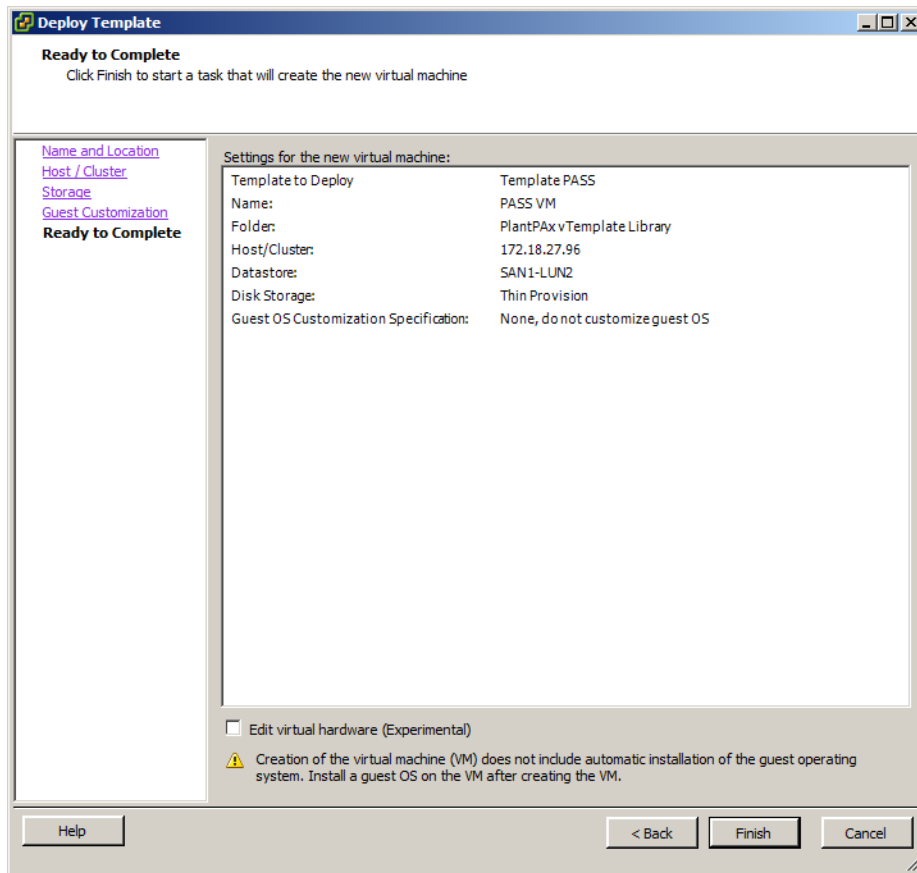 Deploy Template
Ready to Complete
Click Finish to start a task that will create the new virtual machine
Name and Location
Host / Cluster
Storage
Guest Customization
Ready to Complete
Settings for the new virtual machine:
Template to Deploy Template PASS
Name: PASS VM
Folder: PlantPAx vTemplate Library
Host/Cluster: 172.18.27.96
Datastore: SAN1-LUN2
Disk Storage: Thin Provision
Guest OS Customization Specification: None, do not customize guest OS
Edit virtual hardware (Experimental)
Creation of the virtual machine (VM) does not include automatic installation of the guest operating
system. Install a guest OS on the VM after creating the VM.
Help
< Back
Finish
Cancel